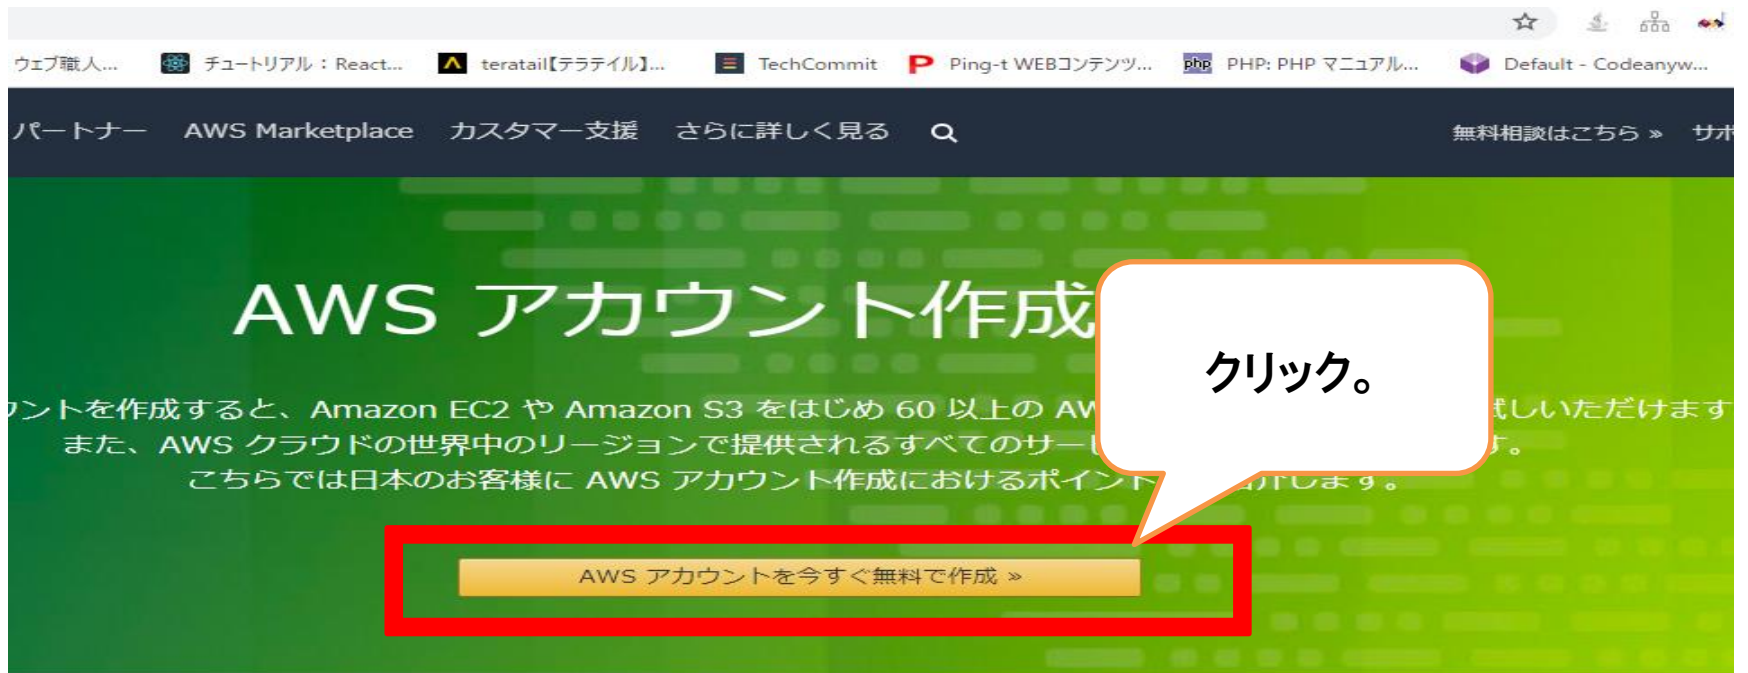 ウェブ職人... チュートリアル：React... teratail【テラテイル】... TechCommit Ping-t WEBコンテンツ... php PHP: PHP マニュアル... Default - Codeanyw...
パートナー AWS Marketplace カスタマー支援 さらに詳しく見る 無料相談はこちら » サポ
AWS アカウント作成
クリック。
ウントを作成すると、Amazon EC2 や Amazon S3 をはじめ 60 以上の AW 試しいただけます
また、AWS クラウドの世界中のリージョンで提供されるすべてのサー す。
こちらでは日本のお客様に AWS アカウント作成におけるポイント 介します。
AWS アカウントを今すぐ無料で作成 »